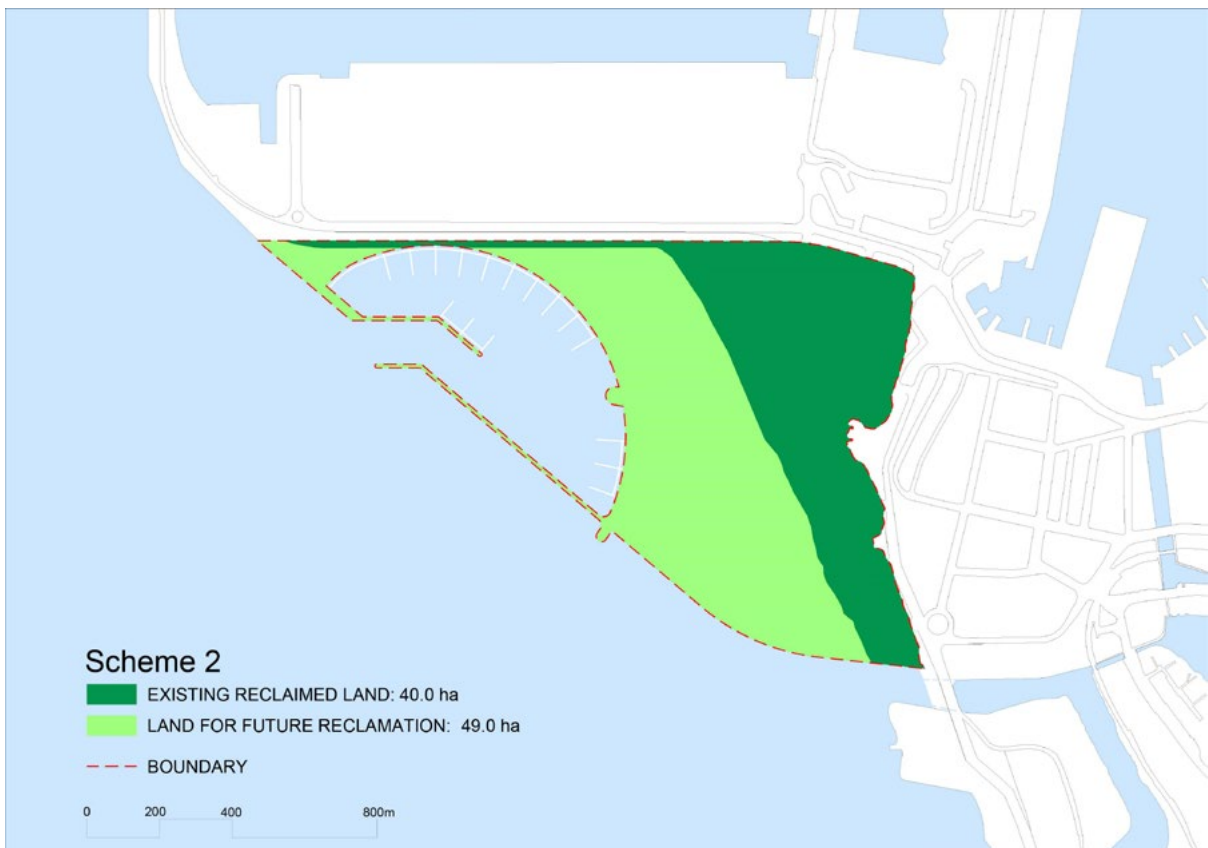 Scheme 2
EXISTING RECLAIMED LAND: 40.0 ha
LAND FOR FUTURE RECLAMATION: 49.0 ha
BOUNDARY
0 200 400 800m